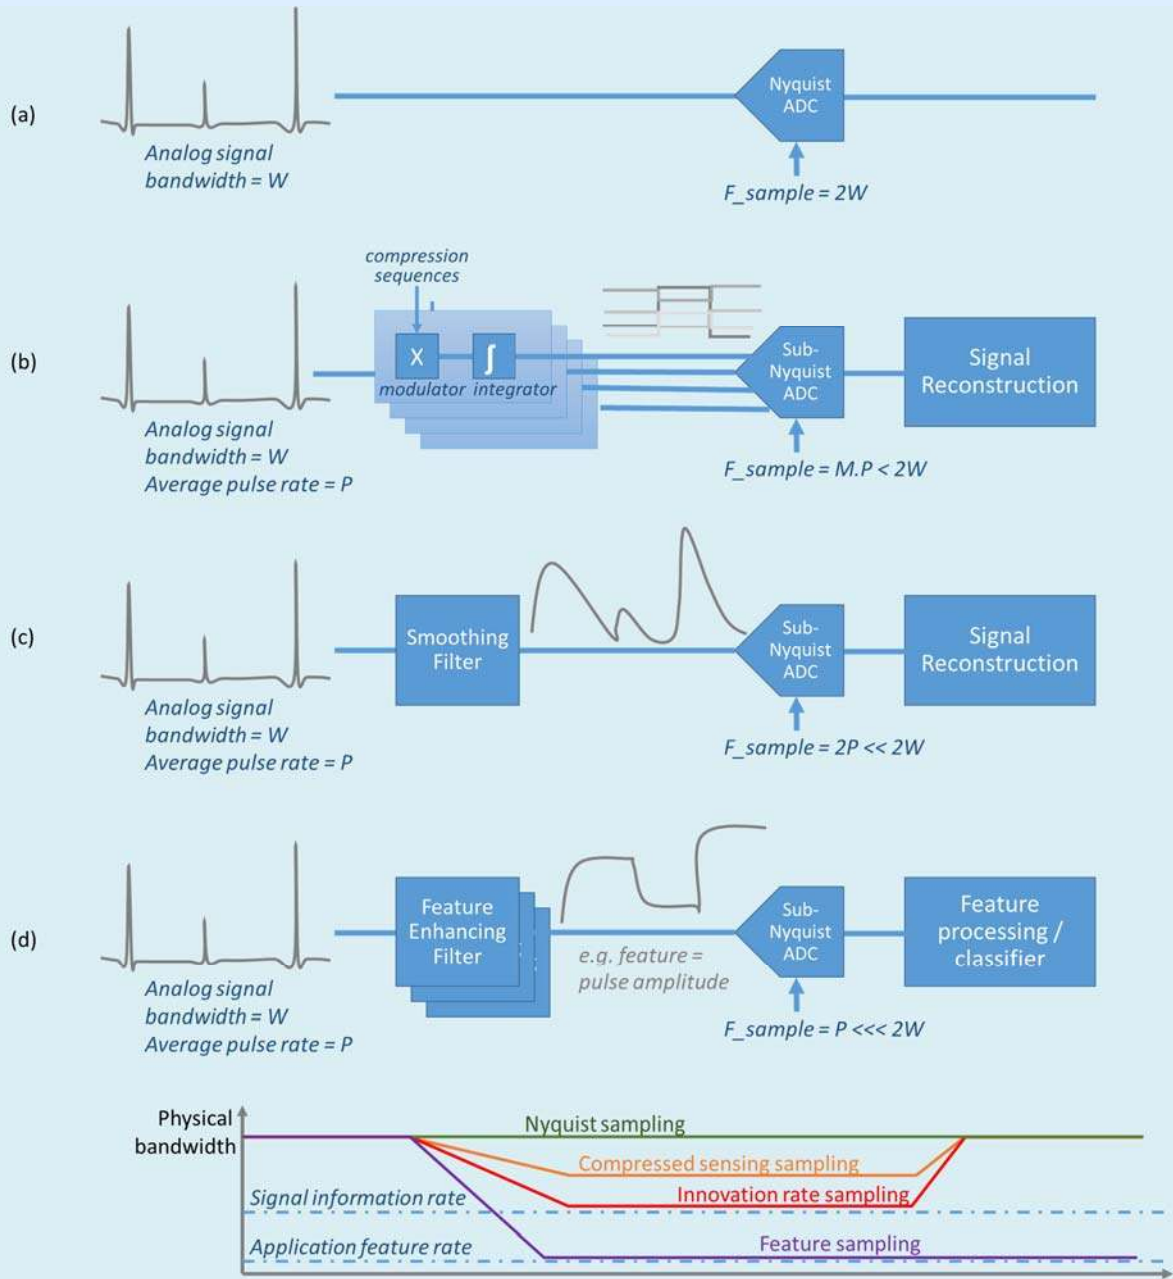 (a)
Analog signal
bandwidth = W
Nyquist
ADC
F_sample = 2W
(b)
compression
sequences
X
∫
modulator
integrator
Analog signal
bandwidth = W
Average pulse rate = P
Sub-
Nyquist
ADC
F_sample = M.P < 2W
Signal
Reconstruction
(c)
Analog signal
bandwidth = W
Average pulse rate = P
Smoothing
Filter
Sub-
Nyquist
ADC
F_sample = 2P << 2W
Signal
Reconstruction
(d)
Analog signal
bandwidth = W
Average pulse rate = P
Feature
Enhancing
Filter
e.g. feature =
pulse amplitude
Sub-
Nyquist
ADC
F_sample = P <<< 2W
Feature
processing /
classifier
Physical
bandwidth
Nyquist sampling
Compressed sensing sampling
Innovation rate sampling
Signal information rate
Application feature rate
Feature sampling